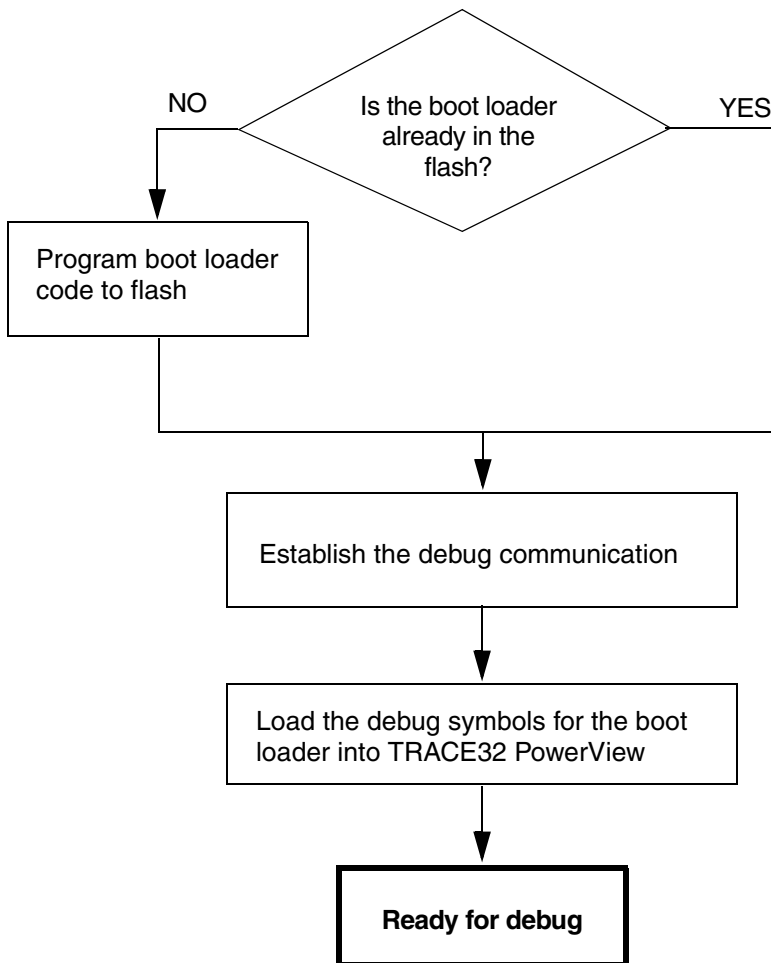 NO
Is the boot loader
already in the
flash?
YES
Program boot loader
code to flash
Establish the debug communication
Load the debug symbols for the boot
loader into TRACE32 PowerView
Ready for debug